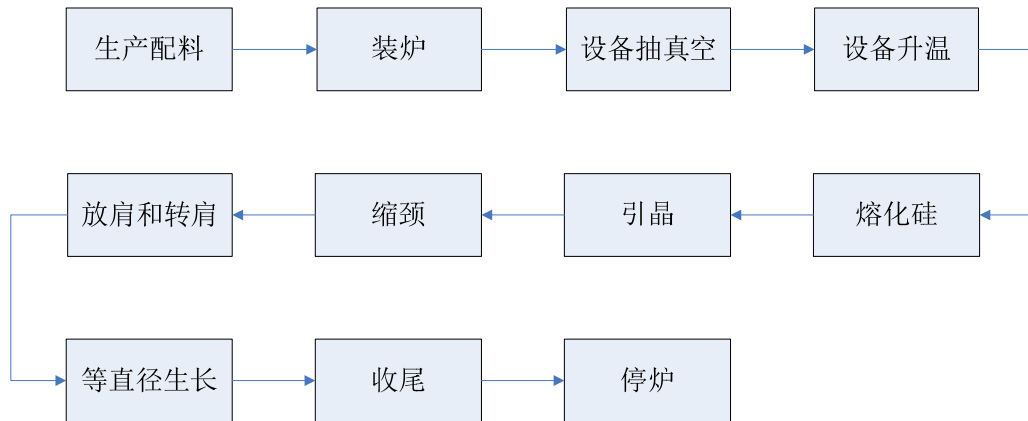 生产配料
装炉
设备抽真空
设备升温
熔化硅
引晶
缩颈
放肩和转肩
等直径生长
收尾
停炉